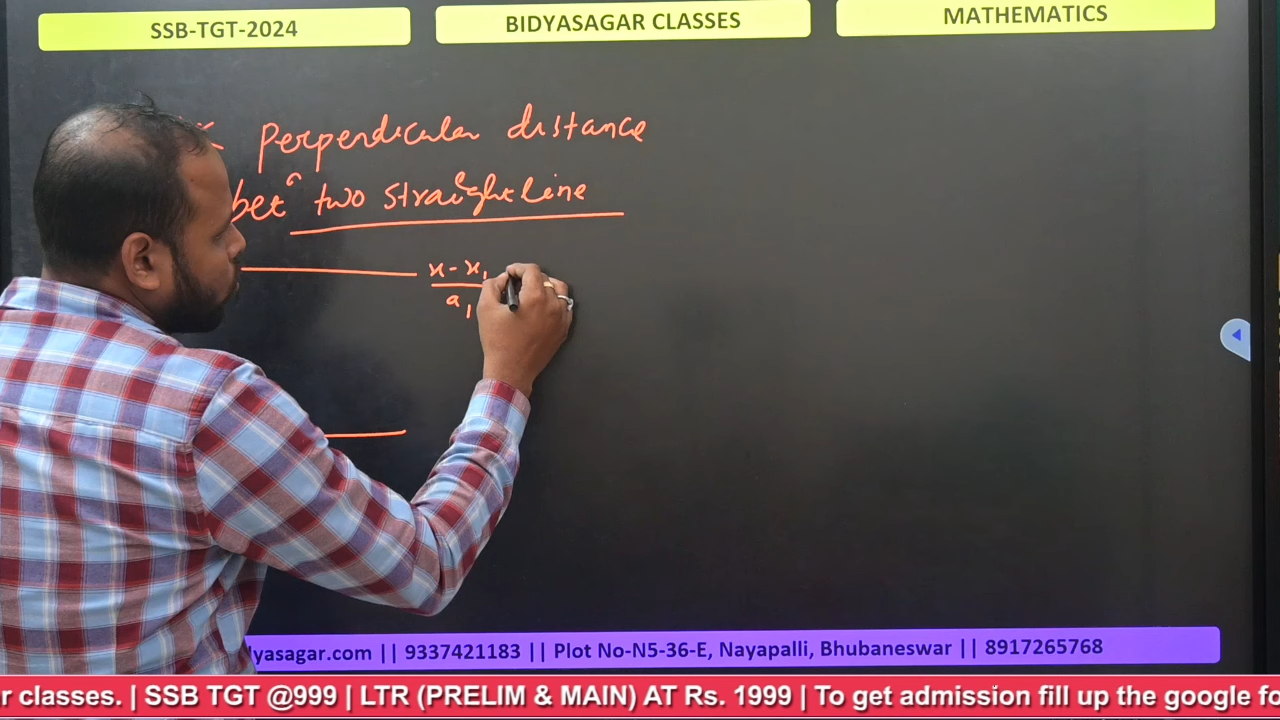 SSB-TGT-2024
BIDYASAGAR CLASSES
MATHEMATICS
Perpendicular distance
bet^n two straight line
x - x₁
a₁
dyasagar.com || 9337421183 || Plot No-N5-36-E, Nayapalli, Bhubaneswar || 8917265768
r classes. | SSB TGT @999 | LTR (PRELIM & MAIN) AT Rs. 1999 | To get admission fill up the google fo